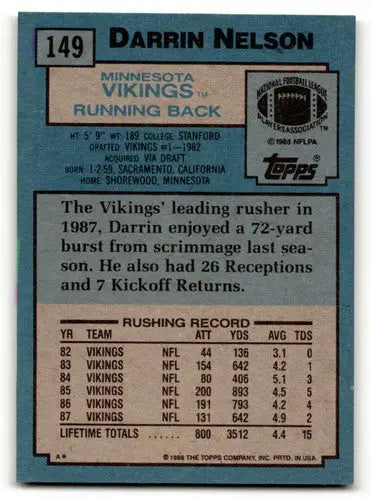 149
DARRIN NELSON
MINNESOTA
VIKINGS TM
RUNNING BACK
NATIONAL FOOTBALL LEAGUE
PLAYERS ASSOCIATION
© 1988 NFLPA
HT: 5' 9" WT: 189 COLLEGE: STANFORD
DRAFTED: VIKINGS #1—1982
ACQUIRED: VIA DRAFT
BORN: 1-2-59, SACRAMENTO, CALIFORNIA
HOME: SHOREWOOD, MINNESOTA
Topps®
The Vikings' leading rusher in
1987, Darrin enjoyed a 72-yard
burst from scrimmage last sea-
son. He also had 26 Receptions
and 7 Kickoff Returns.
RUSHING RECORD
YR TEAM ATT YDS AVG TDS
82 VIKINGS NFL 44 136 3.1 0
83 VIKINGS NFL 154 642 4.2 1
84 VIKINGS NFL 80 406 5.1 3
85 VIKINGS NFL 200 893 4.5 5
86 VIKINGS NFL 191 793 4.2 4
87 VIKINGS NFL 131 642 4.9 2
LIFETIME TOTALS 800 3512 4.4 15
A* © 1988 THE TOPPS COMPANY, INC. PRTD. IN USA.